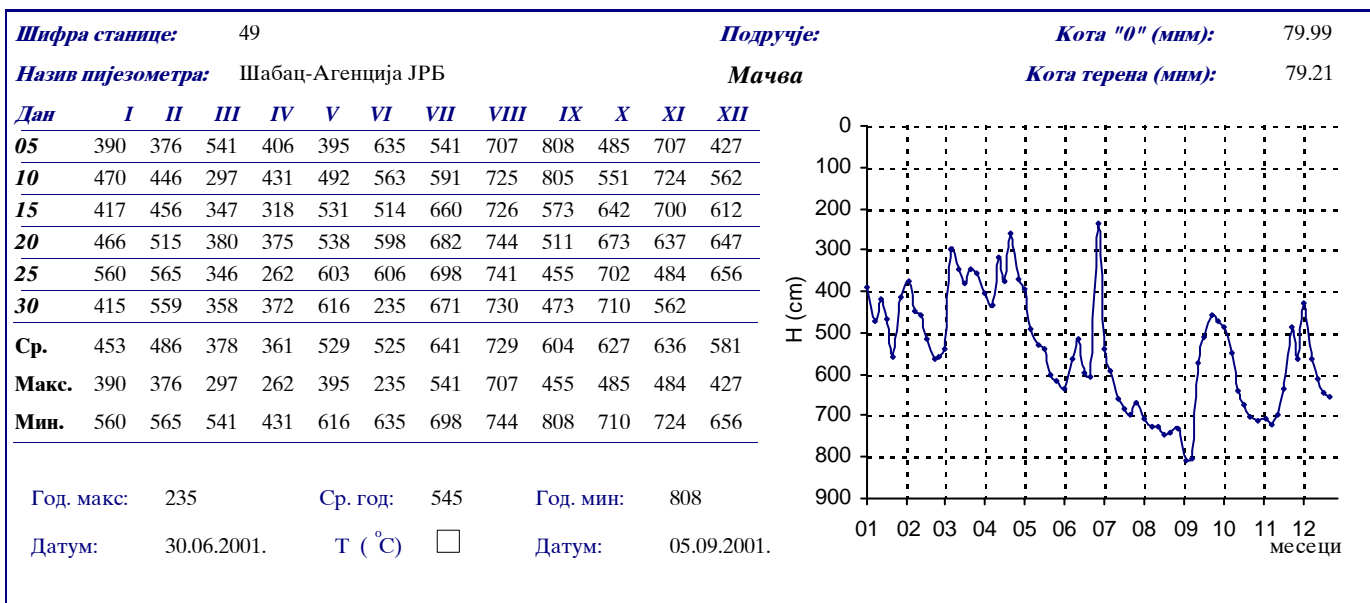 Шифра станице: 49 Подручје: Кота "0" (мнм): 79.99
Назив пијезометра: Шабац-Агенција ЈРБ Мачва Кота терена (мнм): 79.21
Дан I II III IV V VI VII VIII IX X XI XII
05 390 376 541 406 395 635 541 707 808 485 707 427
10 470 446 297 431 492 563 591 725 805 551 724 562
15 417 456 347 318 531 514 660 726 573 642 700 612
20 466 515 380 375 538 598 682 744 511 673 637 647
25 560 565 346 262 603 606 698 741 455 702 484 656
30 415 559 358 372 616 235 671 730 473 710 562
Ср. 453 486 378 361 529 525 641 729 604 627 636 581
Макс. 390 376 297 262 395 235 541 707 455 485 484 427
Мин. 560 565 541 431 616 635 698 744 808 710 724 656
Год. макс: 235 Ср. год: 545 Год. мин: 808
Датум: 30.06.2001. Т (°C) Датум: 05.09.2001.
0
100
200
300
400
500
600
700
800
900
H (cm)
01 02 03 04 05 06 07 08 09 10 11 12
месеци